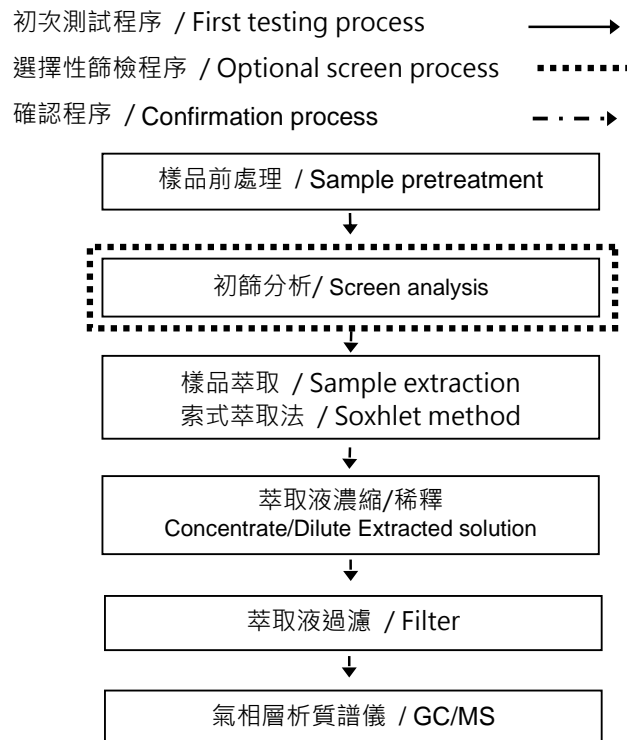 初次測試程序 / First testing process
選擇性篩檢程序 / Optional screen process
確認程序 / Confirmation process
樣品前處理 / Sample pretreatment
初篩分析/ Screen analysis
樣品萃取 / Sample extraction
索式萃取法 / Soxhlet method
萃取液濃縮/稀釋
Concentrate/Dilute Extracted solution
萃取液過濾 / Filter
氣相層析質譜儀 / GC/MS